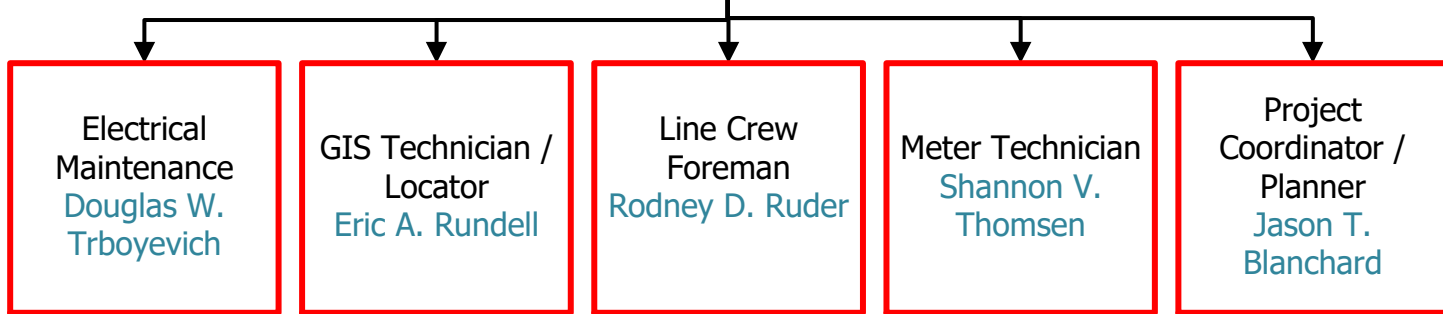 Electrical
Maintenance
Douglas W.
Trboyevich
GIS Technician /
Locator
Eric A. Rundell
Line Crew
Foreman
Rodney D. Ruder
Meter Technician
Shannon V.
Thomsen
Project
Coordinator /
Planner
Jason T.
Blanchard